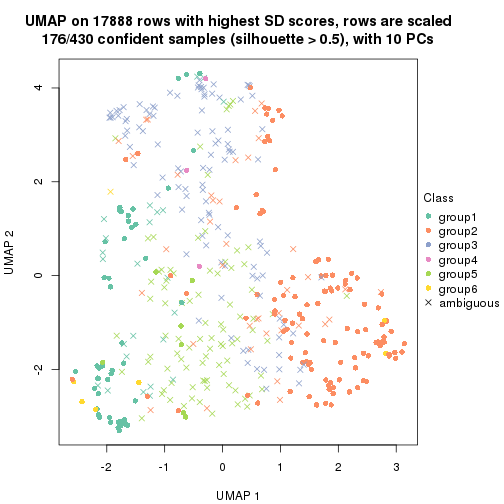 UMAP on 17888 rows with highest SD scores, rows are scaled
176/430 confident samples (silhouette > 0.5), with 10 PCs
4
2
0
-2
UMAP 2
-2
-1
0
1
2
3
UMAP 1
Class
group1
group2
group3
group4
group5
group6
ambiguous